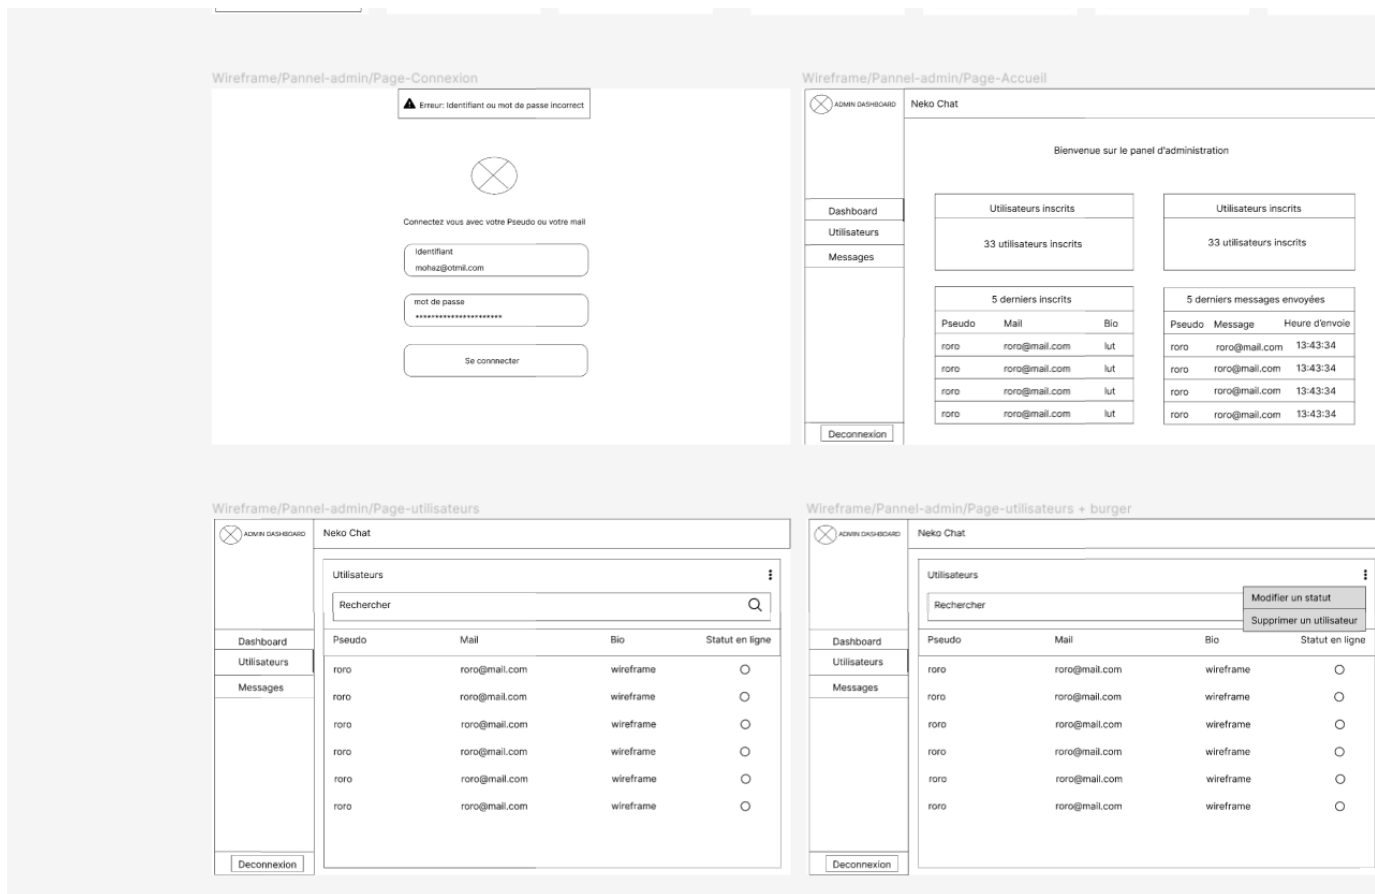 Wireframe/Pannel-admin/Page-Connexion
Erreur: Identifiant ou mot de passe incorrect
Connectez vous avec votre Pseudo ou votre mail
Identifiant
mohaz@otmil.com
mot de passe
**********************
Se connnecter
Wireframe/Pannel-admin/Page-Accueil
ADMIN DASHBOARD
Neko Chat
Bienvenue sur le panel d'administration
Dashboard
Utilisateurs
Messages
Deconnexion
Utilisateurs inscrits
33 utilisateurs inscrits
Utilisateurs inscrits
33 utilisateurs inscrits
5 derniers inscrits
Pseudo Mail Bio
roro roro@mail.com lut
roro roro@mail.com lut
roro roro@mail.com lut
roro roro@mail.com lut
5 derniers messages envoyées
Pseudo Message Heure d'envoie
roro roro@mail.com 13:43:34
roro roro@mail.com 13:43:34
roro roro@mail.com 13:43:34
roro roro@mail.com 13:43:34
Wireframe/Pannel-admin/Page-utilisateurs
ADMIN DASHBOARD
Neko Chat
Dashboard
Utilisateurs
Messages
Deconnexion
Utilisateurs
Rechercher
Pseudo Mail Bio Statut en ligne
roro roro@mail.com wireframe
roro roro@mail.com wireframe
roro roro@mail.com wireframe
roro roro@mail.com wireframe
roro roro@mail.com wireframe
roro roro@mail.com wireframe
Wireframe/Pannel-admin/Page-utilisateurs + burger
ADMIN DASHBOARD
Neko Chat
Dashboard
Utilisateurs
Messages
Deconnexion
Utilisateurs
Modifier un statut
Supprimer un utilisateur
Rechercher
Pseudo Mail Bio Statut en ligne
roro roro@mail.com wireframe
roro roro@mail.com wireframe
roro roro@mail.com wireframe
roro roro@mail.com wireframe
roro roro@mail.com wireframe
roro roro@mail.com wireframe